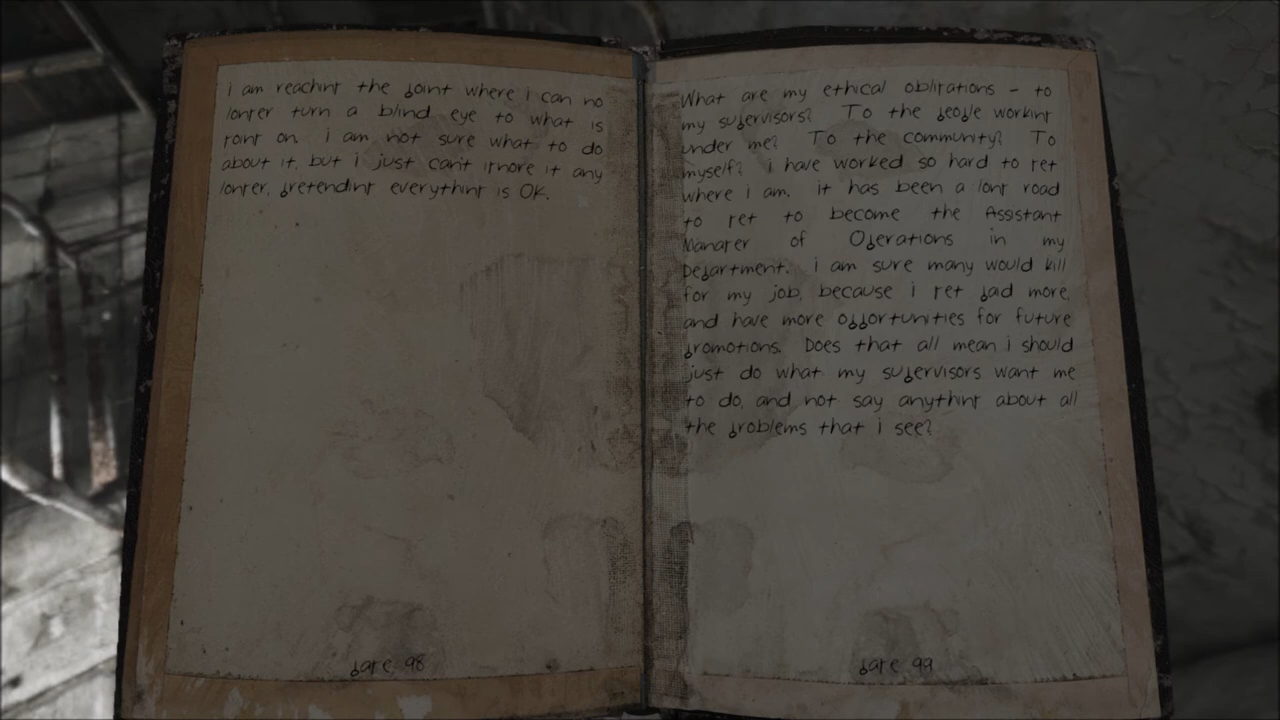 i am reaching the point where i can no
longer turn a blind eye to what is
going on. i am not sure what to do
about it, but i just can't ignore it any
longer, pretending everything is OK.
page 98
What are my ethical obligations - to
my supervisors? To the people working
under me? To the community? To
myself? i have worked so hard to get
where i am. it has been a long road
to get to become the Assistant
Manager of Operations in my
Department. i am sure many would kill
for my job, because i get paid more,
and have more opportunities for future
promotions. Does that all mean i should
just do what my supervisors want me
to do, and not say anything about all
the problems that i see?
page 99